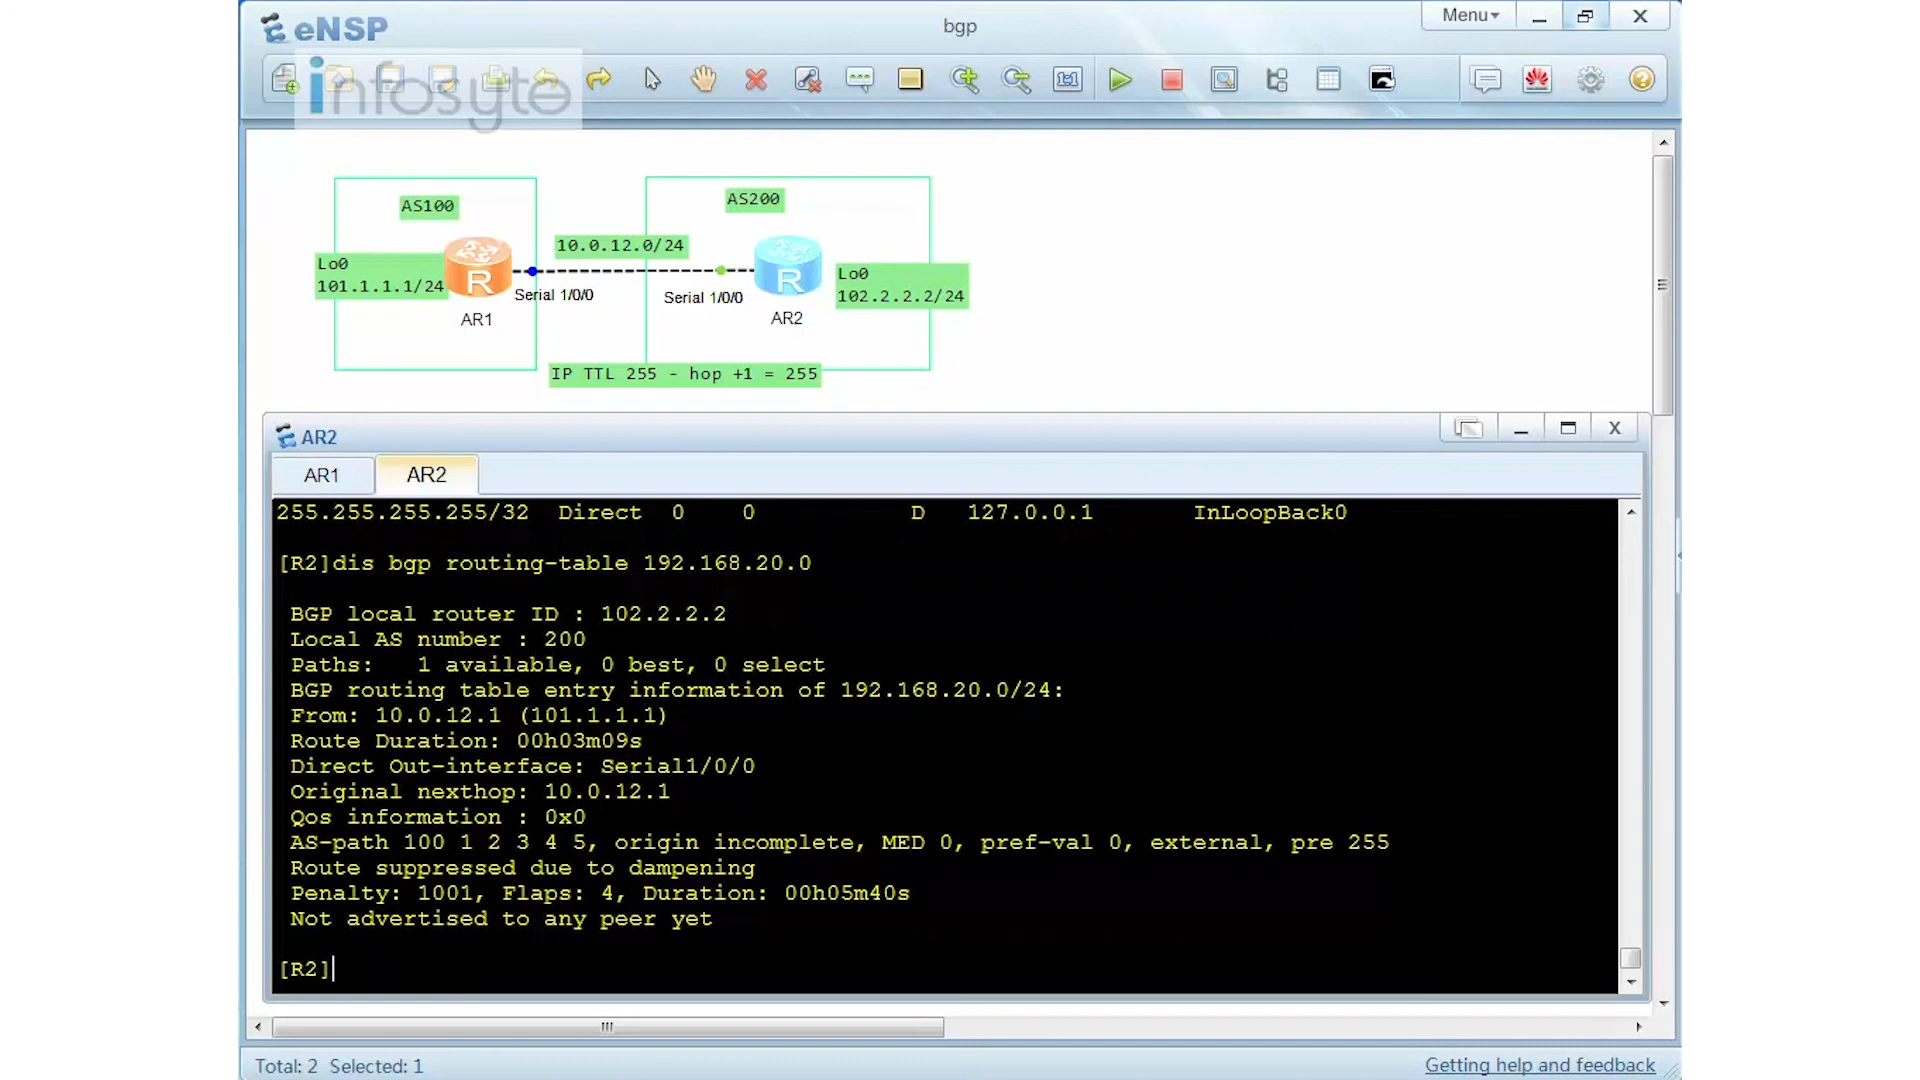 eNSP
bgp
Menu
infosyte
AS100
AS200
10.0.12.0/24
Lo0
101.1.1.1/24
Lo0
102.2.2.2/24
R
R
Serial 1/0/0
Serial 1/0/0
AR1
AR2
IP TTL 255 - hop +1 = 255
AR2
AR1
AR2
255.255.255.255/32  Direct  0    0           D   127.0.0.1       InLoopBack0
[R2]dis bgp routing-table 192.168.20.0
BGP local router ID : 102.2.2.2
Local AS number : 200
Paths:   1 available, 0 best, 0 select
BGP routing table entry information of 192.168.20.0/24:
From: 10.0.12.1 (101.1.1.1)
Route Duration: 00h03m09s
Direct Out-interface: Serial1/0/0
Original nexthop: 10.0.12.1
Qos information : 0x0
AS-path 100 1 2 3 4 5, origin incomplete, MED 0, pref-val 0, external, pre 255
Route suppressed due to dampening
Penalty: 1001, Flaps: 4, Duration: 00h05m40s
Not advertised to any peer yet
[R2]
Total: 2 Selected: 1
Getting help and feedback